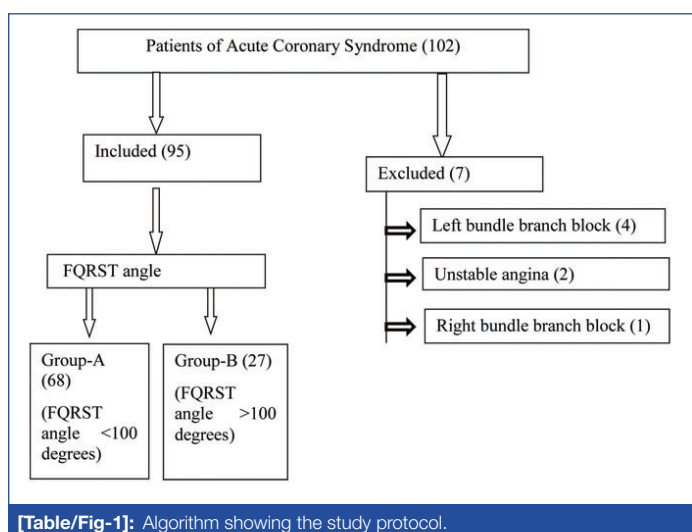 Patients of Acute Coronary Syndrome (102)
Included (95)
Excluded (7)
Left bundle branch block (4)
Unstable angina (2)
Right bundle branch block (1)
FQRST angle
Group-A
(68)
(FQRST
angle <100
degrees)
Group-B (27)
(FQRST
angle >100
degrees)
[Table/Fig-1]: Algorithm showing the study protocol.